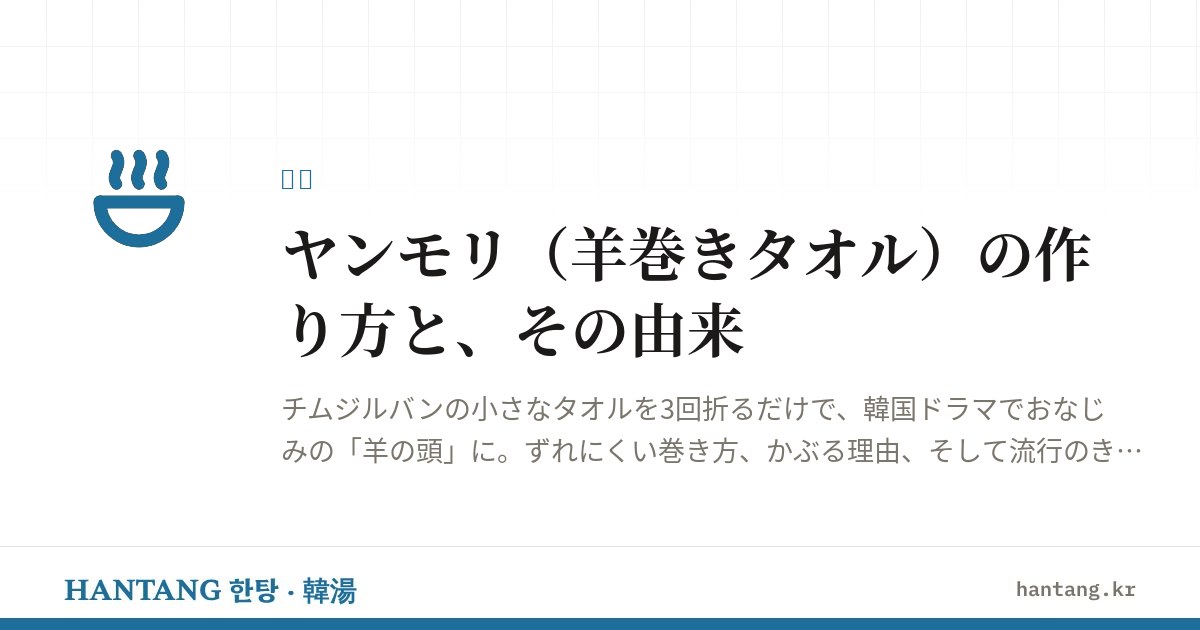 ヤンモリ（羊巻きタオル）の作
り方と、その由来
チムジルバンの小さなタオルを3回折るだけで、韓国ドラマでおなじ
みの「羊の頭」に。ずれにくい巻き方、かぶる理由、そして流行のき…
HANTANG 한탕 · 韓湯
hantang.kr